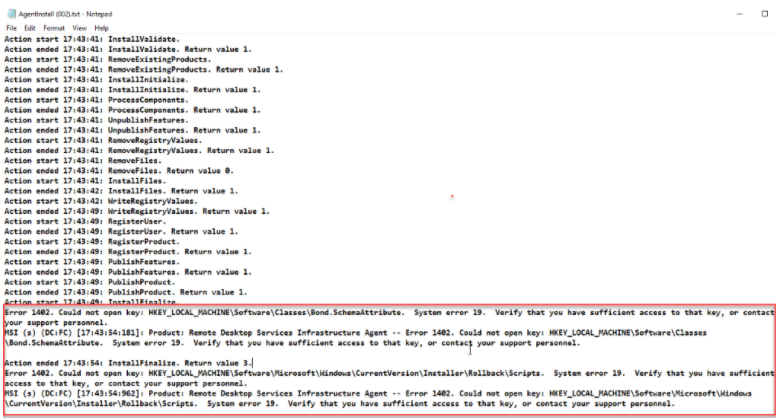 AgentInstall (002).txt - Notepad
File Edit Format View Help
Action start 17:43:41: InstallValidate.
Action ended 17:43:41: InstallValidate. Return value 1.
Action start 17:43:41: RemoveExistingProducts.
Action ended 17:43:41: RemoveExistingProducts. Return value 1.
Action start 17:43:41: InstallInitialize.
Action ended 17:43:41: InstallInitialize. Return value 1.
Action start 17:43:41: ProcessComponents.
Action ended 17:43:41: ProcessComponents. Return value 1.
Action start 17:43:41: UnpublishFeatures.
Action ended 17:43:41: UnpublishFeatures. Return value 1.
Action start 17:43:41: RemoveRegistryValues.
Action ended 17:43:41: RemoveRegistryValues. Return value 1.
Action start 17:43:41: RemoveFiles.
Action ended 17:43:41: RemoveFiles. Return value 0.
Action start 17:43:41: InstallFiles.
Action ended 17:43:42: InstallFiles. Return value 1.
Action start 17:43:42: WriteRegistryValues.
Action ended 17:43:49: WriteRegistryValues. Return value 1.
Action start 17:43:49: RegisterUser.
Action ended 17:43:49: RegisterUser. Return value 1.
Action start 17:43:49: RegisterProduct.
Action ended 17:43:49: RegisterProduct. Return value 1.
Action start 17:43:49: PublishFeatures.
Action ended 17:43:49: PublishFeatures. Return value 1.
Action start 17:43:49: PublishProduct.
Action ended 17:43:49: PublishProduct. Return value 1.
Action start 17:43:49: InstallFinalize.
Error 1402. Could not open key: HKEY_LOCAL_MACHINE\Software\Classes\Bond.SchemaAttribute.  System error 19.  Verify that you have sufficient access to that key, or contact
your support personnel.
MSI (s) (DC:FC) [17:43:54:181]: Product: Remote Desktop Services Infrastructure Agent -- Error 1402. Could not open key: HKEY_LOCAL_MACHINE\Software\Classes
\Bond.SchemaAttribute.  System error 19.  Verify that you have sufficient access to that key, or contact your support personnel.
Action ended 17:43:54: InstallFinalize. Return value 3.
Error 1402. Could not open key: HKEY_LOCAL_MACHINE\Software\Microsoft\Windows\CurrentVersion\Installer\Rollback\Scripts.  System error 19.  Verify that you have sufficient
access to that key, or contact your support personnel.
MSI (s) (DC:FC) [17:43:54:962]: Product: Remote Desktop Services Infrastructure Agent -- Error 1402. Could not open key: HKEY_LOCAL_MACHINE\Software\Microsoft\Windows
\CurrentVersion\Installer\Rollback\Scripts.  System error 19.  Verify that you have sufficient access to that key, or contact your support personnel.